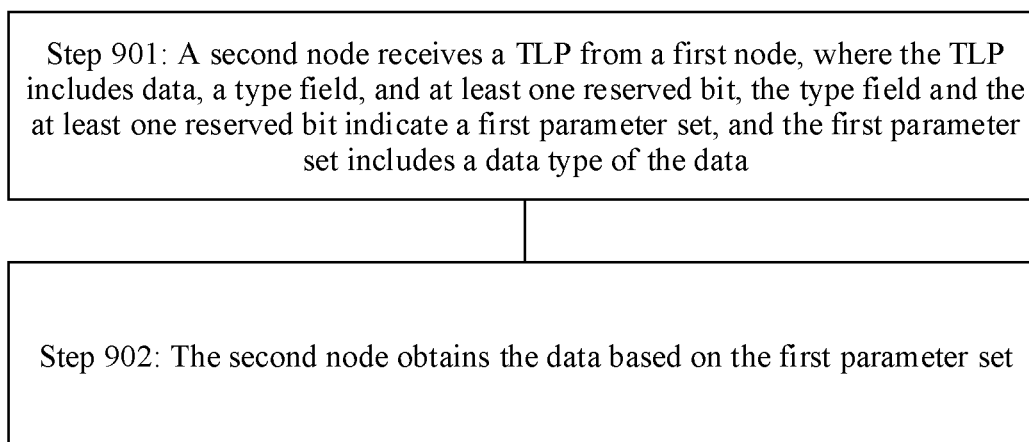 Step 901: A second node receives a TLP from a first node, where the TLP
includes data, a type field, and at least one reserved bit, the type field and the
at least one reserved bit indicate a first parameter set, and the first parameter
set includes a data type of the data
Step 902: The second node obtains the data based on the first parameter set